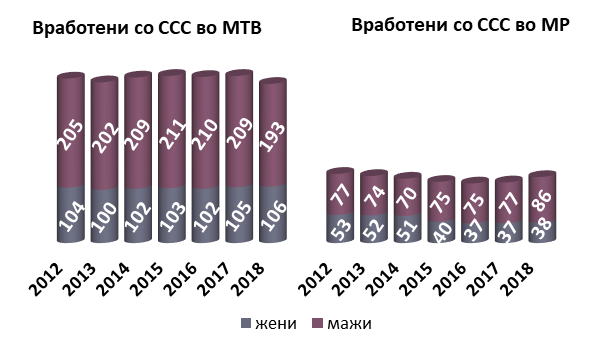 Вработени со ССС во МТВ
205 202 209 211 210 209 193
104 100 102 103 102 105 106
2012 2013 2014 2015 2016 2017 2018
Вработени со ССС во МР
77 74 70 75 75 77 86
53 52 51 40 37 37 38
2012 2013 2014 2015 2016 2017 2018
жени мажи